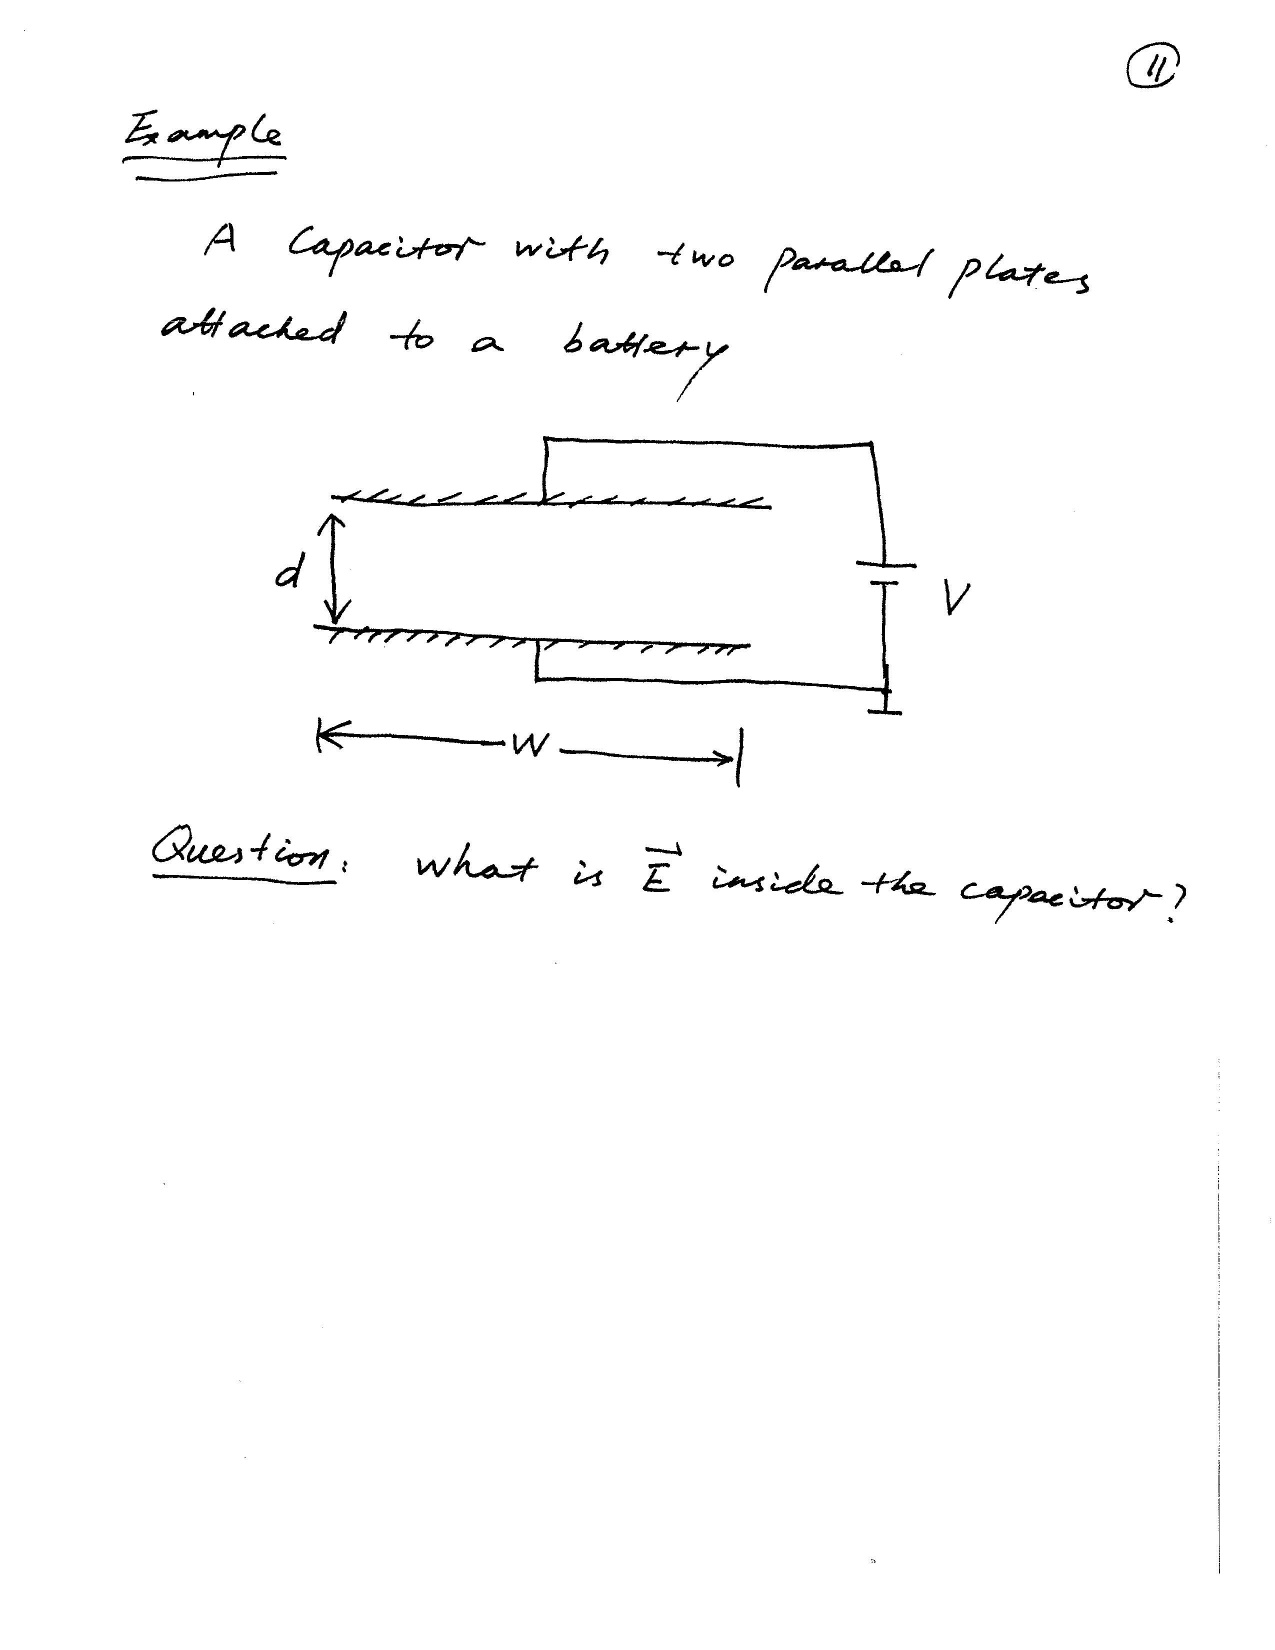 11
Example
A Capacitor with two parallel plates
attached to a battery
d
V
W
Question: What is E⃗ inside the capacitor?